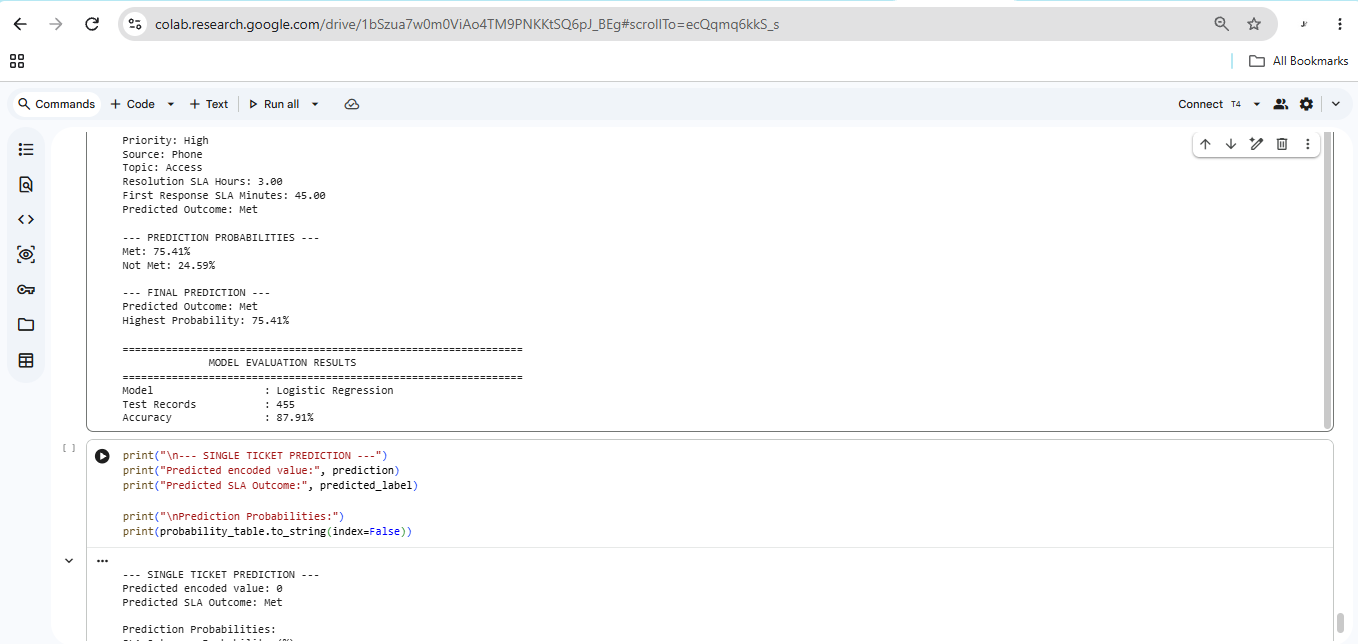 colab.research.google.com/drive/1bSzua7w0m0ViAo4TM9PNKKtSQ6pJ_BEg#scrollTo=ecQqmq6kkS_s
All Bookmarks
Commands + Code + Text Run all Connect T4
Priority: High
Source: Phone
Topic: Access
Resolution SLA Hours: 3.00
First Response SLA Minutes: 45.00
Predicted Outcome: Met
--- PREDICTION PROBABILITIES ---
Met: 75.41%
Not Met: 24.59%
--- FINAL PREDICTION ---
Predicted Outcome: Met
Highest Probability: 75.41%
=================================================================
MODEL EVALUATION RESULTS
=================================================================
Model : Logistic Regression
Test Records : 455
Accuracy : 87.91%
[ ] print("\n--- SINGLE TICKET PREDICTION ---")
print("Predicted encoded value:", prediction)
print("Predicted SLA Outcome:", predicted_label)
print("\nPrediction Probabilities:")
print(probability_table.to_string(index=False))
--- SINGLE TICKET PREDICTION ---
Predicted encoded value: 0
Predicted SLA Outcome: Met
Prediction Probabilities: